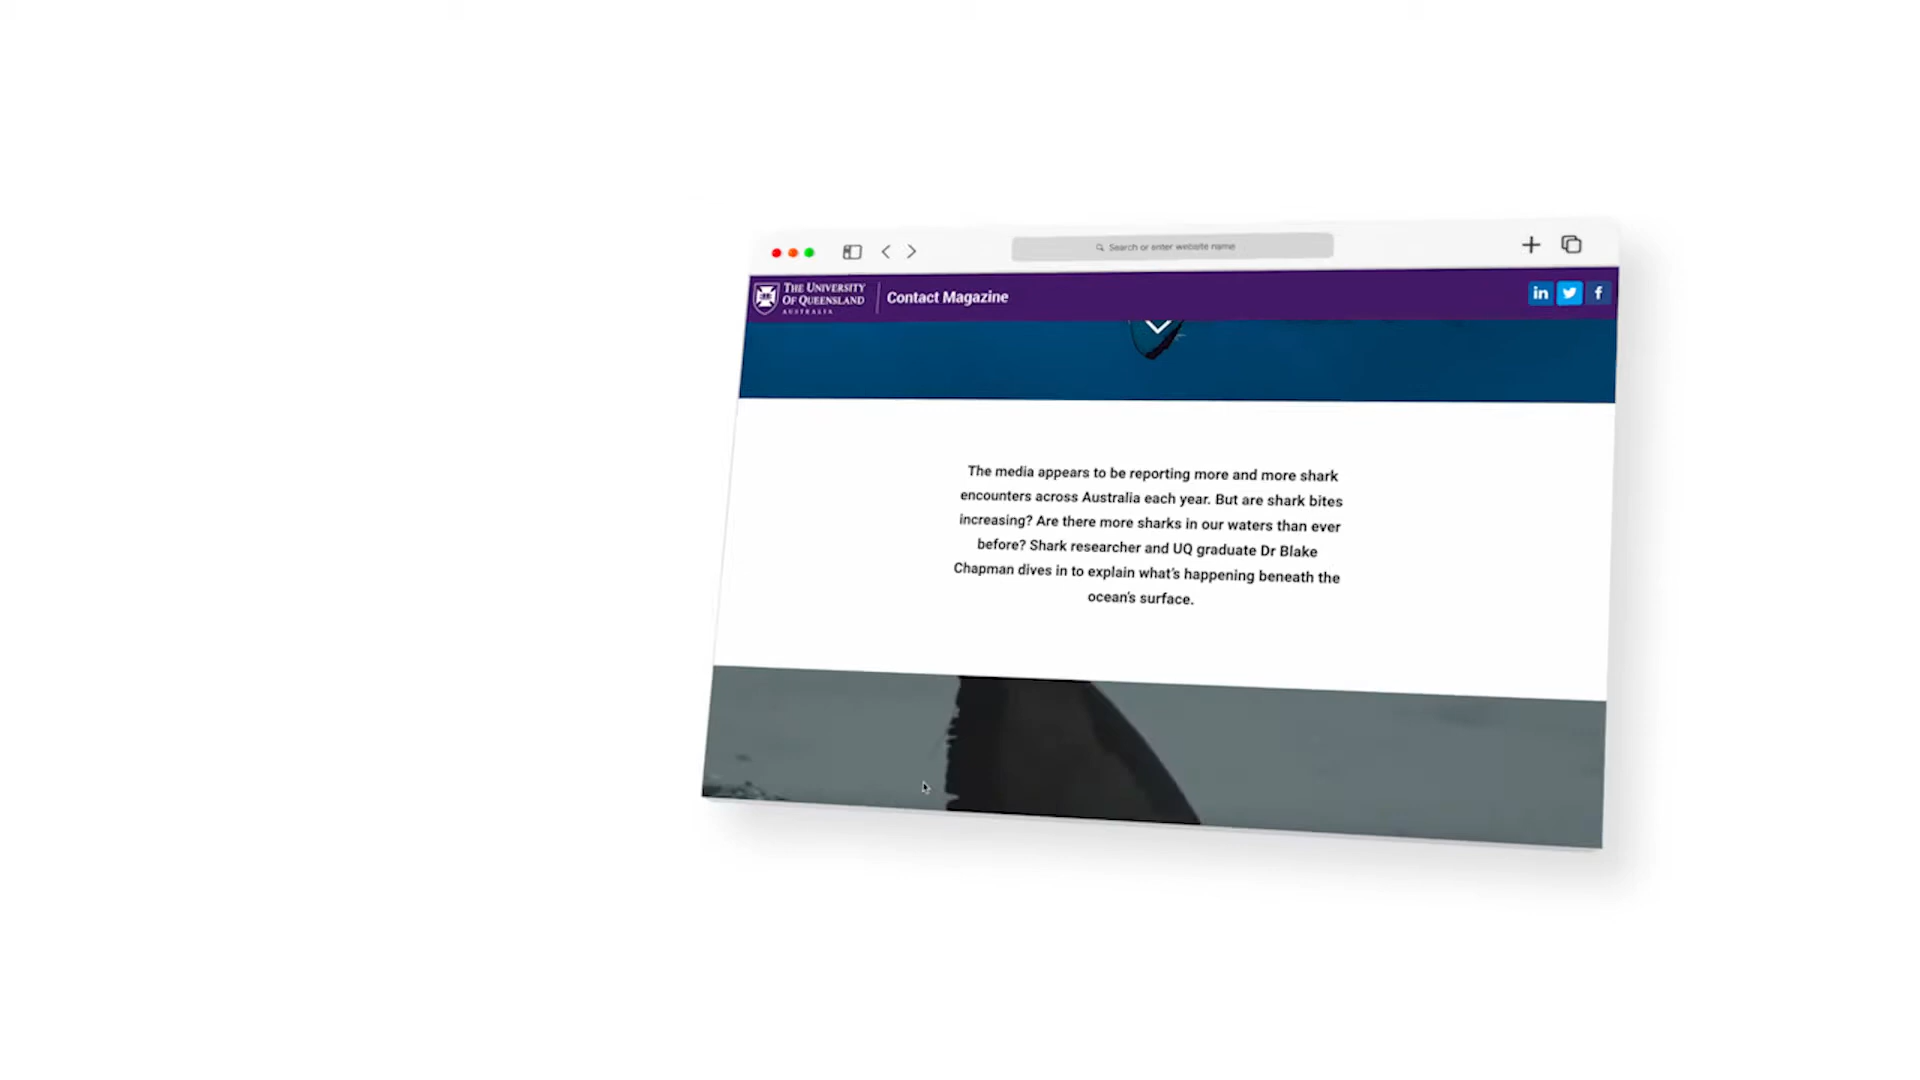 Search or enter website name
THE UNIVERSITY
OF QUEENSLAND
AUSTRALIA
Contact Magazine
in
f
The media appears to be reporting more and more shark
encounters across Australia each year. But are shark bites
increasing? Are there more sharks in our waters than ever
before? Shark researcher and UQ graduate Dr Blake
Chapman dives in to explain what's happening beneath the
ocean's surface.